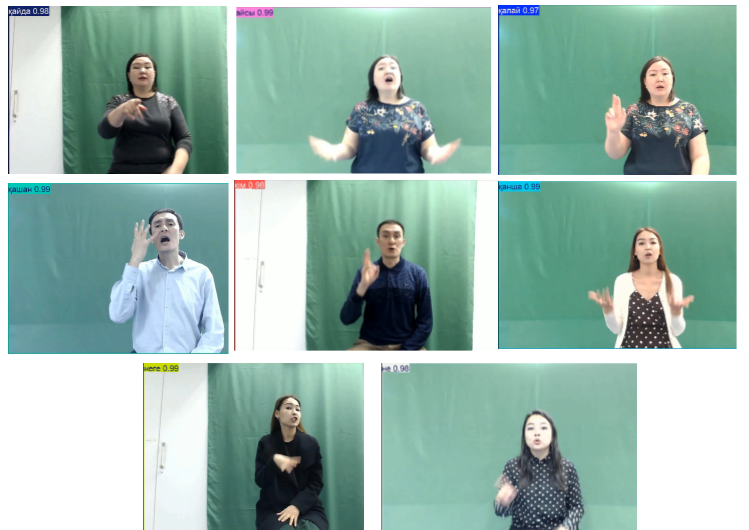 қайда 0.98
айсы 0.99
қалай 0.97
қашан 0.99
кім 0.98
қанша 0.99
неге 0.99
не 0.98